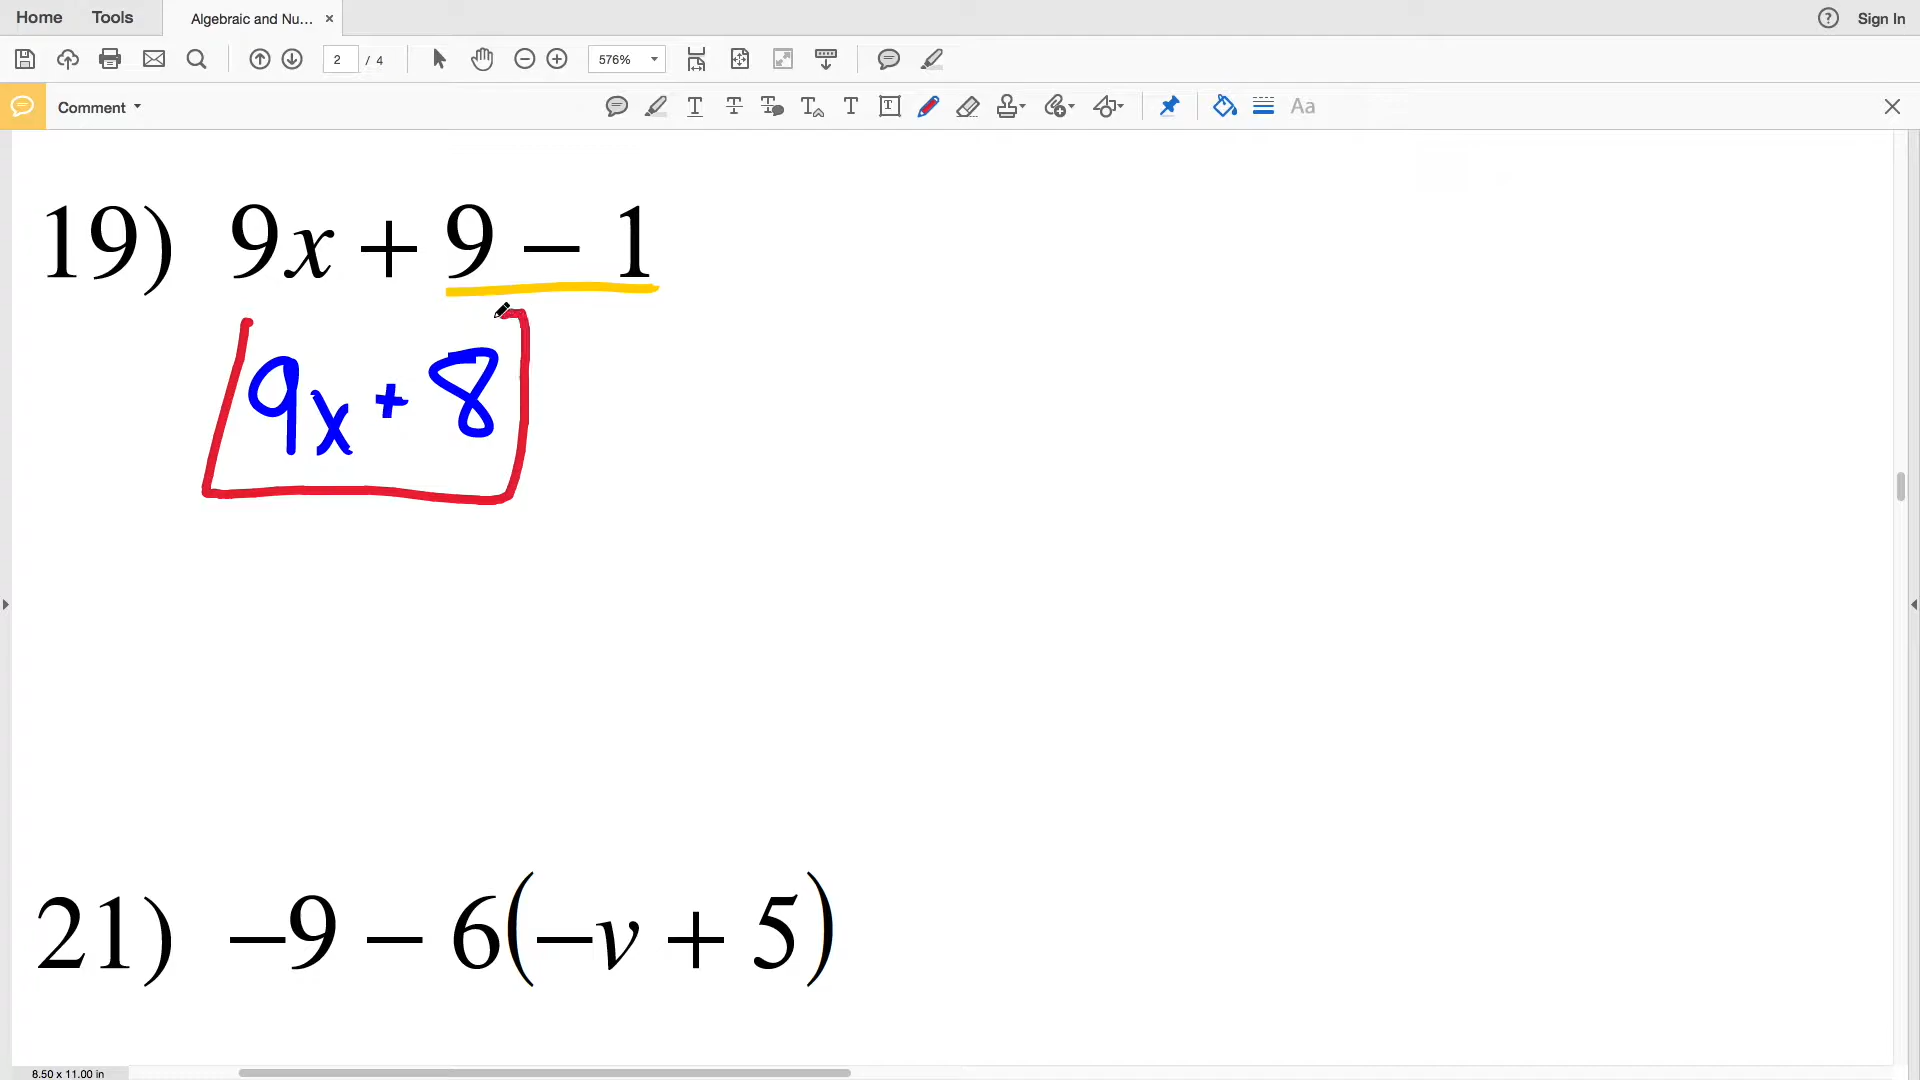 Home Tools Algebraic and Nu... × ? Sign In
2 / 4 576% T
Comment T T T T T T Aa
19) 9x + 9 − 1
9x + 8
21) −9 − 6(−v + 5)
8.50 x 11.00 in